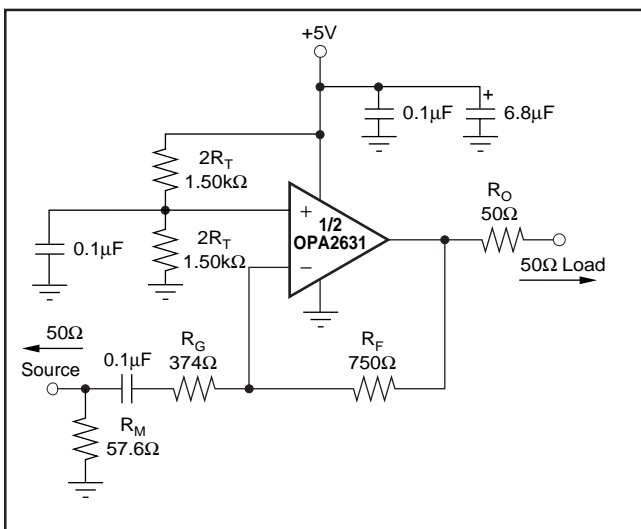 +5V
+
0.1µF
6.8µF
2R_T
1.50kΩ
R_O
50Ω
+
1/2
OPA2631
−
0.1µF
2R_T
1.50kΩ
50Ω Load
50Ω
Source
0.1µF
R_G
374Ω
R_F
750Ω
R_M
57.6Ω